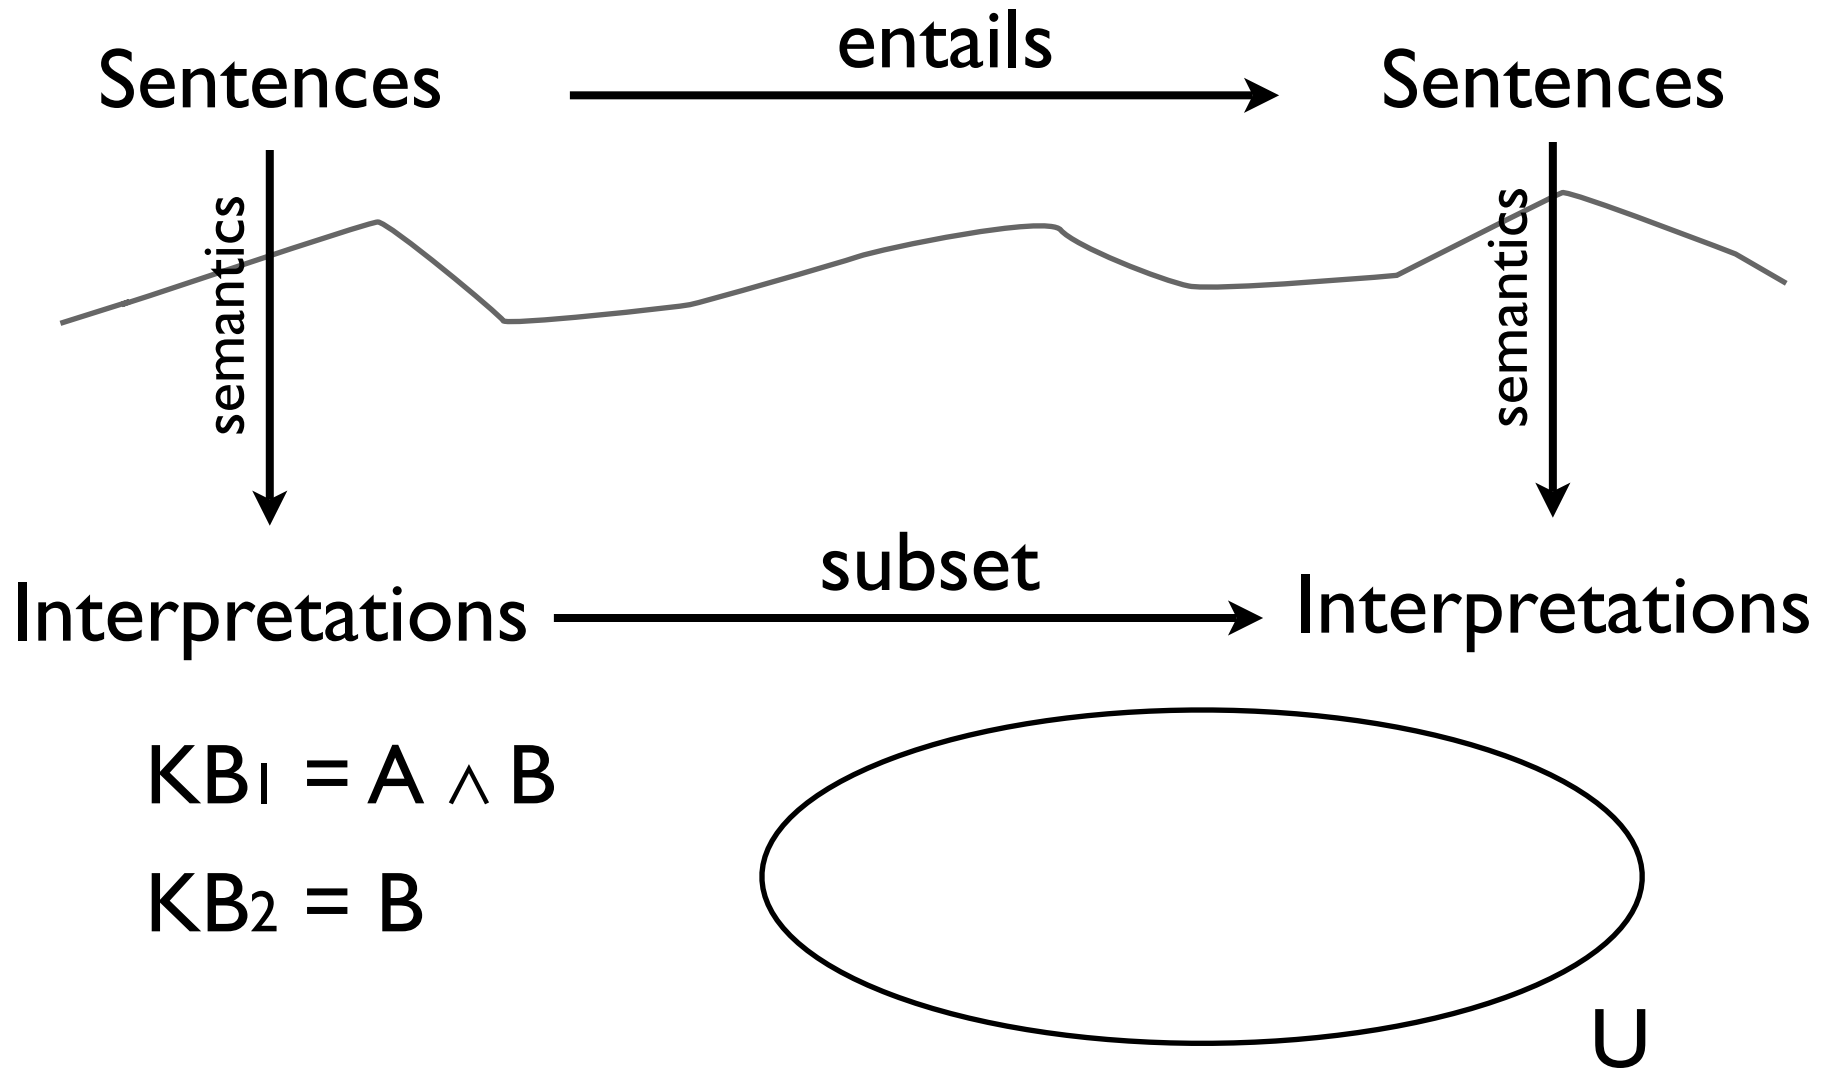 entails
Sentences Sentences
semantics semantics
subset
Interpretations Interpretations
KB1 = A ∧ B
KB2 = B
U